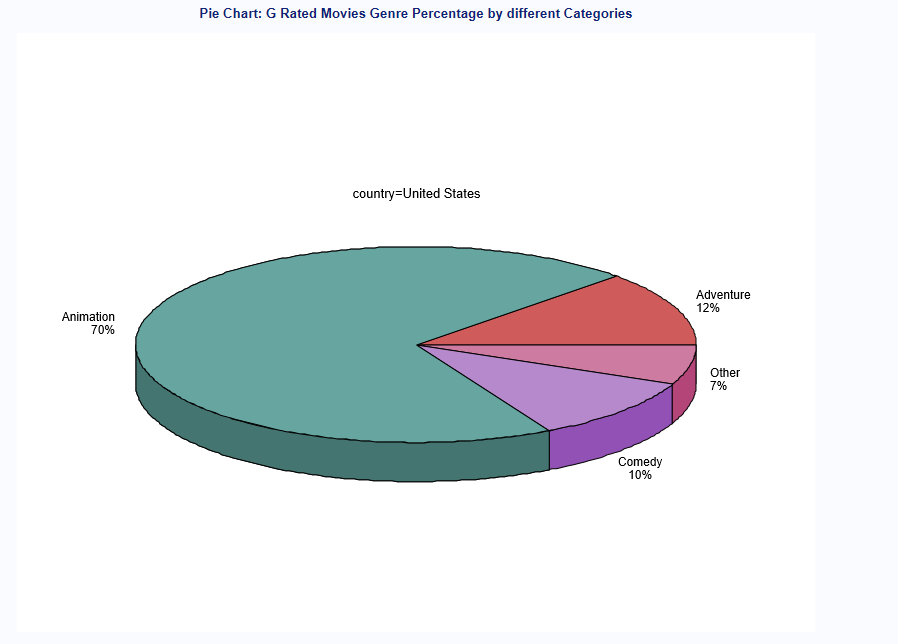 Pie Chart: G Rated Movies Genre Percentage by different Categories
country=United States
Adventure
12%
Animation
70%
Other
7%
Comedy
10%